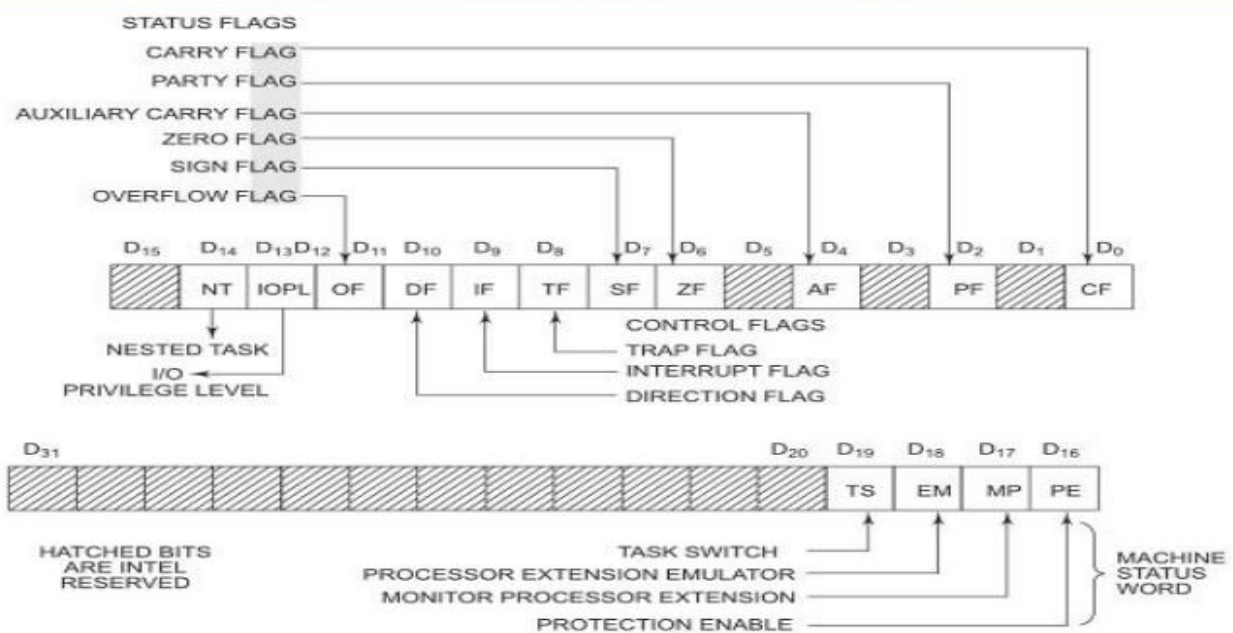 STATUS FLAGS
CARRY FLAG
PARTY FLAG
AUXILIARY CARRY FLAG
ZERO FLAG
SIGN FLAG
OVERFLOW FLAG
D15 D14 D13 D12 D11 D10 D9 D8 D7 D6 D5 D4 D3 D2 D1 D0
NT IOPL OF DF IF TF SF ZF AF PF CF
CONTROL FLAGS
NESTED TASK
TRAP FLAG
I/O
PRIVILEGE LEVEL
INTERRUPT FLAG
DIRECTION FLAG
D31 D20 D19 D18 D17 D16
TS EM MP PE
HATCHED BITS
ARE INTEL
RESERVED
TASK SWITCH
PROCESSOR EXTENSION EMULATOR
MONITOR PROCESSOR EXTENSION
PROTECTION ENABLE
MACHINE
STATUS
WORD